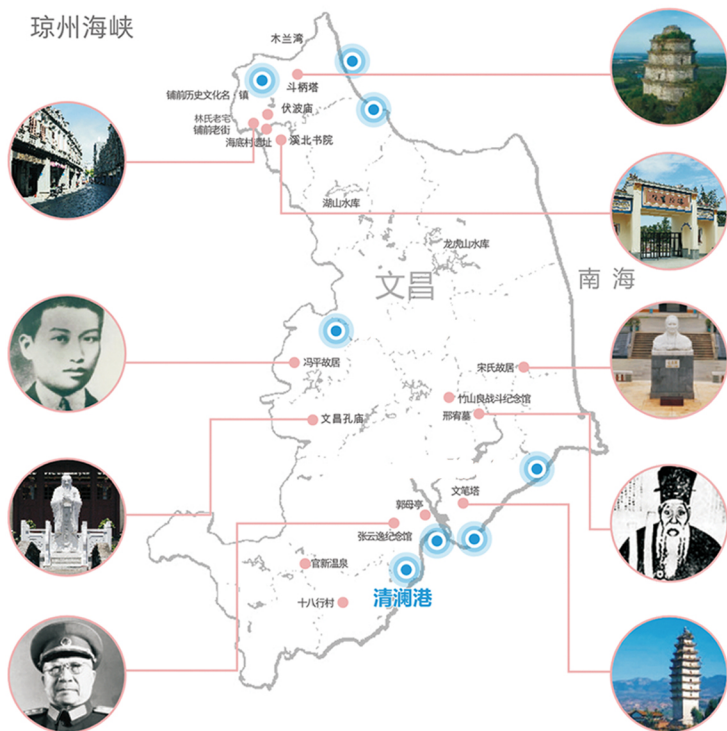 琼州海峡
木兰湾
斗柄塔
铺前历史文化名 镇
伏波庙
林氏老宅
铺前老街
海底村遗址
溪北书院
湖山水库
龙虎山水库
文昌
南海
冯平故居
宋氏故居
竹山良战斗纪念馆
邢宥墓
文昌孔庙
文笔塔
郭母亭
张云逸纪念馆
官新温泉
清澜港
十八行村